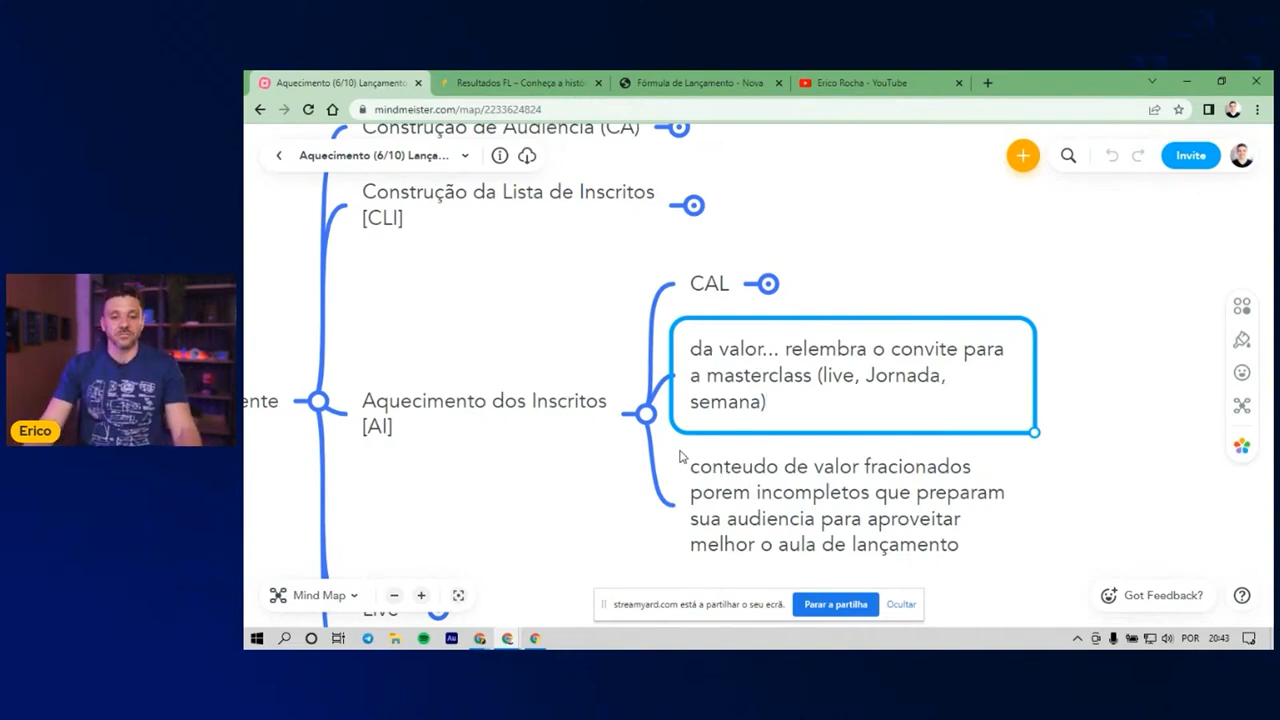 Aquecimento (6/10) Lançamento
Resultados FL – Conheça a histó
Fórmula de Lançamento - Nova
Erico Rocha - YouTube
mindmeister.com/map/2233624824
Construção de Audiência (CA)
Aquecimento (6/10) Lança...
Invite
Construção da Lista de Inscritos
[CLI]
CAL
da valor... relembra o convite para
a masterclass (live, Jornada,
semana)
ente
Aquecimento dos Inscritos
[AI]
Erico
conteudo de valor fracionados
porem incompletos que preparam
sua audiencia para aproveitar
melhor o aula de lançamento
Mind Map
Live
streamyard.com está a partilhar o seu ecrã.
Parar a partilha
Ocultar
Got Feedback?
Au
POR
20:43